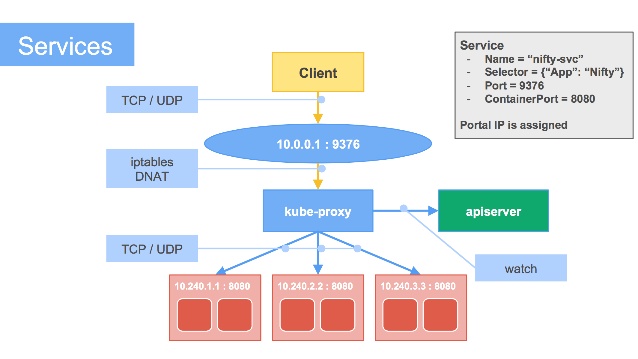 Services
Client
Service
- Name = “nifty-svc”
- Selector = {“App”: “Nifty”}
- Port = 9376
- ContainerPort = 8080
Portal IP is assigned
TCP / UDP
10.0.0.1 : 9376
iptables
DNAT
kube-proxy
apiserver
TCP / UDP
watch
10.240.1.1 : 8080
10.240.2.2 : 8080
10.240.3.3 : 8080